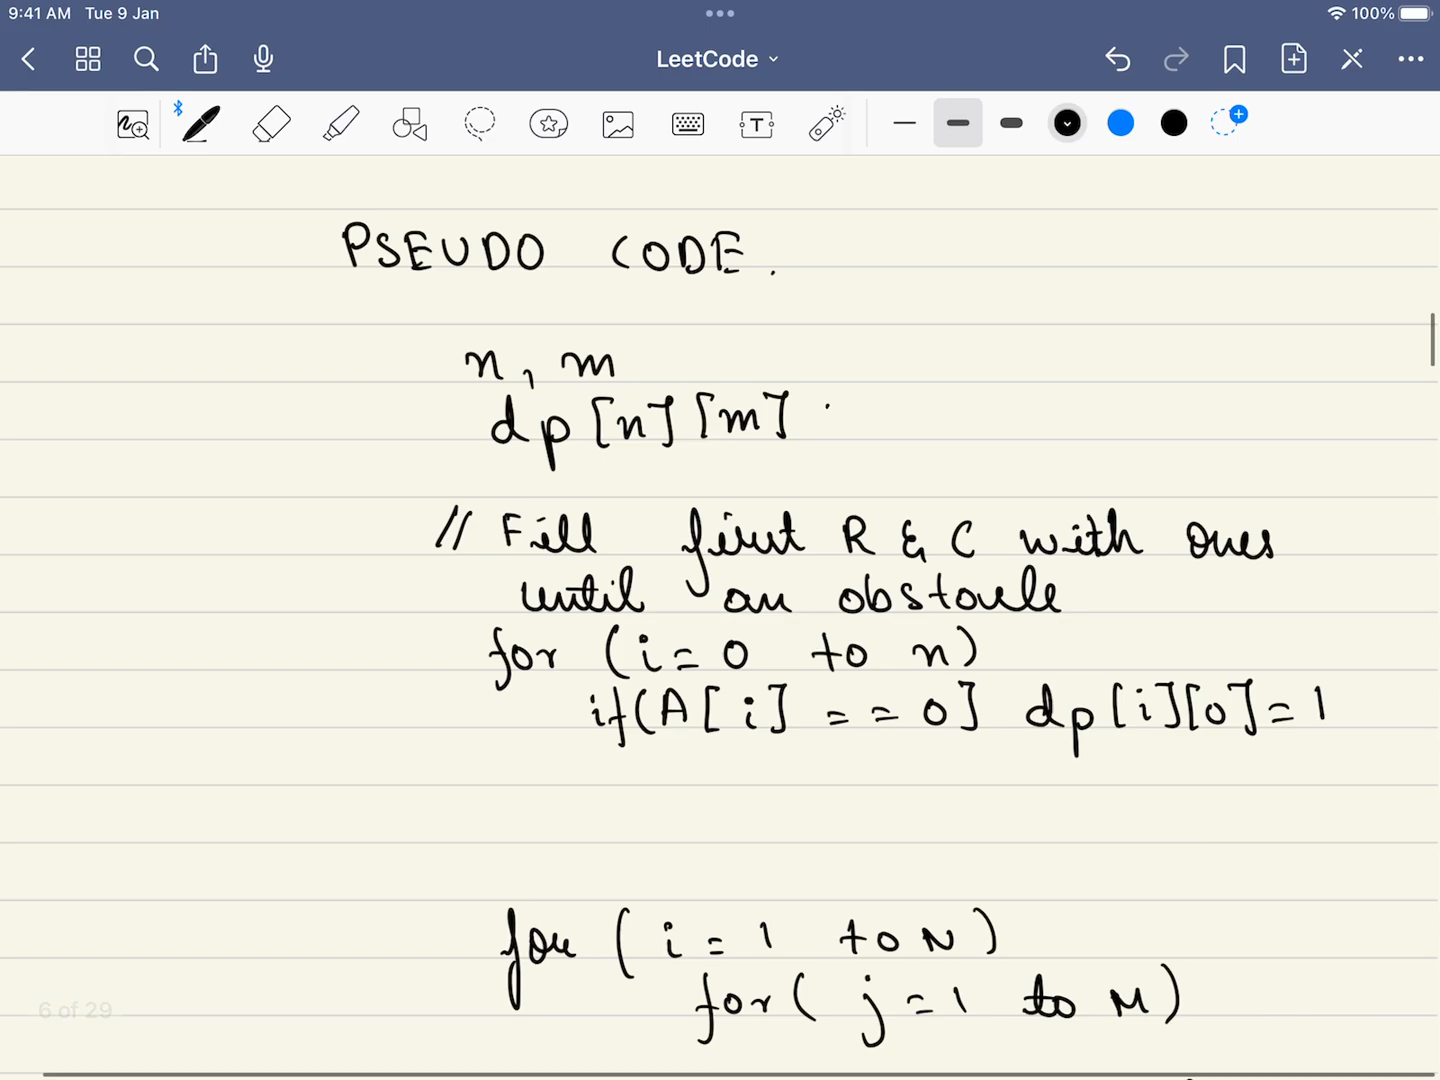 9:41 AM Tue 9 Jan
100%
LeetCode
T
PSEUDO CODE.
n, m
dp[n][m]
// Fill first R & C with ones
until an obstacle
for (i=0 to n)
if(A[i] == 0] dp[i][0]=1
for (i=1 to N)
for( j=1 to M)
6 of 29